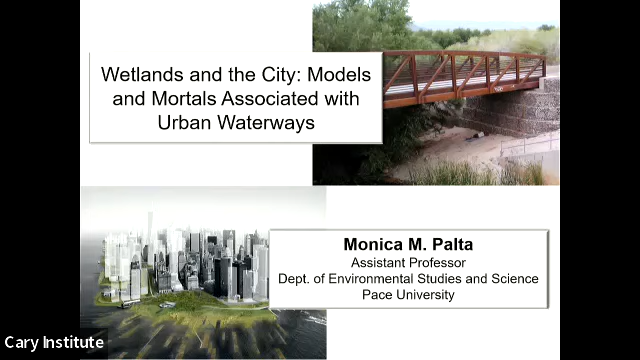 Wetlands and the City: Models
and Mortals Associated with
Urban Waterways
Monica M. Palta
Assistant Professor
Dept. of Environmental Studies and Science
Pace University
Cary Institute